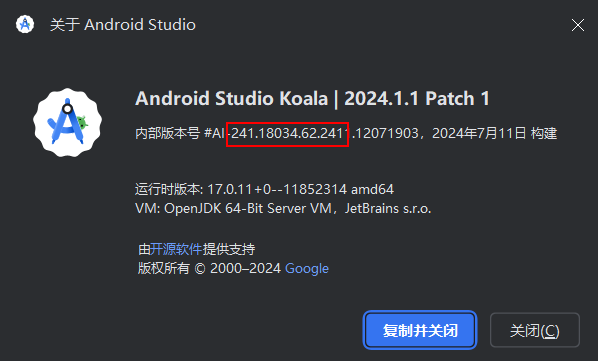 关于 Android Studio
Android Studio Koala | 2024.1.1 Patch 1
内部版本号 #AI-241.18034.62.2411.12071903，2024年7月11日 构建
运行时版本: 17.0.11+0--11852314 amd64
VM: OpenJDK 64-Bit Server VM，JetBrains s.r.o.
由开源软件提供支持
版权所有 © 2000–2024 Google
复制并关闭
关闭(C)